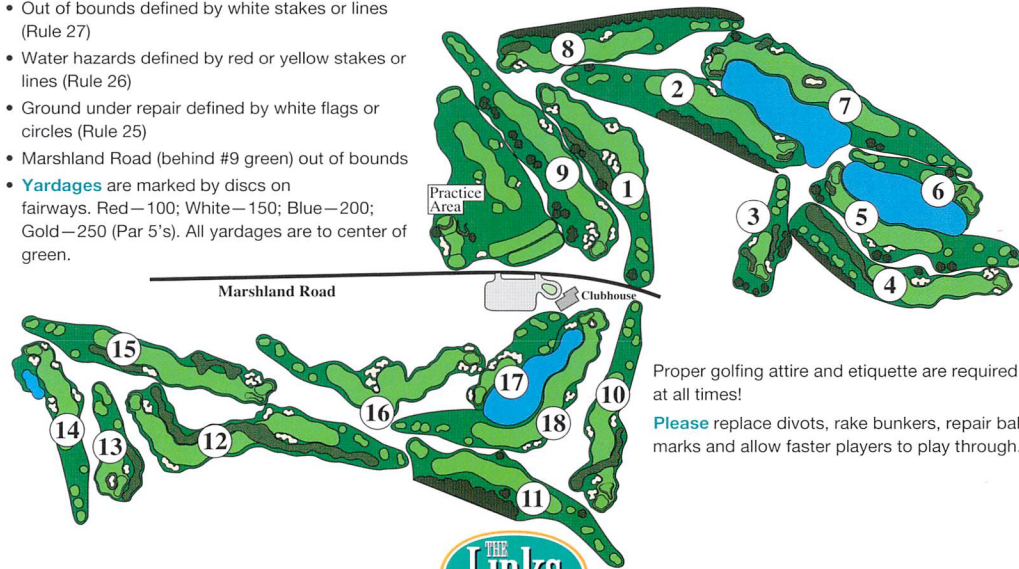 • Out of bounds defined by white stakes or lines
(Rule 27)
• Water hazards defined by red or yellow stakes or
lines (Rule 26)
• Ground under repair defined by white flags or
circles (Rule 25)
• Marshland Road (behind #9 green) out of bounds
• Yardages are marked by discs on
fairways. Red—100; White—150; Blue—200;
Gold—250 (Par 5's). All yardages are to center of
green.
8
2
7
Practice
Area
9
1
3
6
5
4
Marshland Road
Clubhouse
15
17
16
10
14
13
12
18
11
Proper golfing attire and etiquette are required
at all times!
Please replace divots, rake bunkers, repair bal
marks and allow faster players to play through.
THE
Links